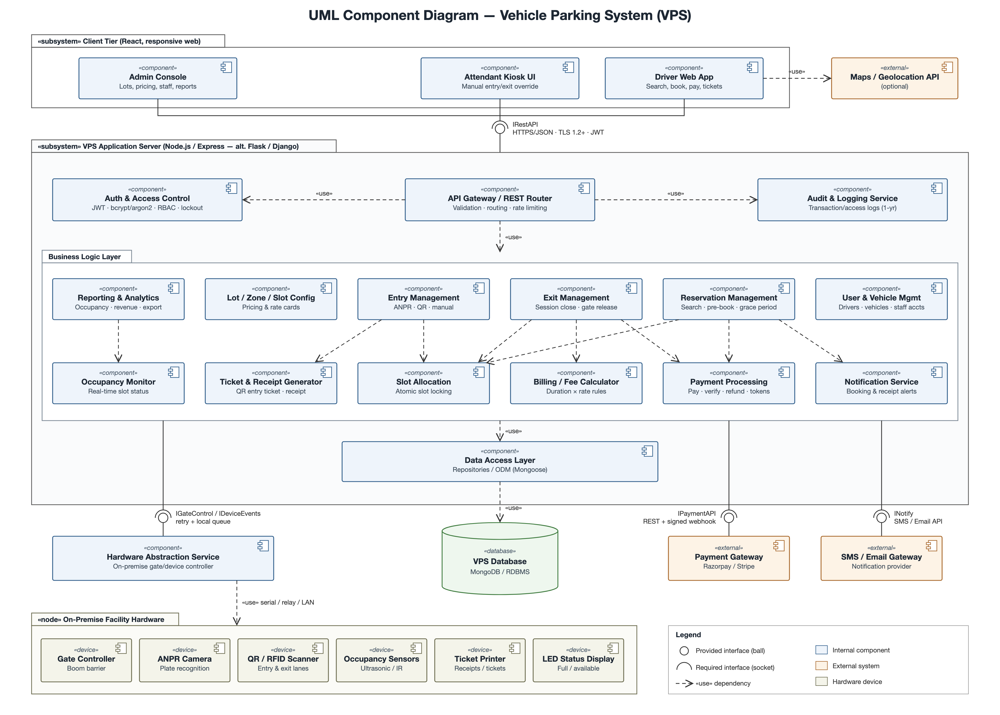 UML Component Diagram — Vehicle Parking System (VPS)
«subsystem» Client Tier (React, responsive web)
«component»
Admin Console
Lots, pricing, staff, reports
«component»
Attendant Kiosk UI
Manual entry/exit override
«component»
Driver Web App
Search, book, pay, tickets
«use»
«external»
Maps / Geolocation API
(optional)
IRestAPI
HTTPS/JSON · TLS 1.2+ · JWT
«subsystem» VPS Application Server (Node.js / Express — alt. Flask / Django)
«component»
Auth & Access Control
JWT · bcrypt/argon2 · RBAC · lockout
«use»
«component»
API Gateway / REST Router
Validation · routing · rate limiting
«use»
«component»
Audit & Logging Service
Transaction/access logs (1-yr)
«use»
Business Logic Layer
«component»
Reporting & Analytics
Occupancy · revenue · export
«component»
Lot / Zone / Slot Config
Pricing & rate cards
«component»
Entry Management
ANPR · QR · manual
«component»
Exit Management
Session close · gate release
«component»
Reservation Management
Search · pre-book · grace period
«component»
User & Vehicle Mgmt
Drivers · vehicles · staff accts
«component»
Occupancy Monitor
Real-time slot status
«component»
Ticket & Receipt Generator
QR entry ticket · receipt
«component»
Slot Allocation
Atomic slot locking
«component»
Billing / Fee Calculator
Duration × rate rules
«component»
Payment Processing
Pay · verify · refund · tokens
«component»
Notification Service
Booking & receipt alerts
«use»
«component»
Data Access Layer
Repositories / ODM (Mongoose)
«use»
IGateControl / IDeviceEvents
retry + local queue
IPaymentAPI
REST + signed webhook
INotify
SMS / Email API
«component»
Hardware Abstraction Service
On-premise gate/device controller
«database»
VPS Database
MongoDB / RDBMS
«external»
Payment Gateway
Razorpay / Stripe
«external»
SMS / Email Gateway
Notification provider
«use» serial / relay / LAN
«node» On-Premise Facility Hardware
«device»
Gate Controller
Boom barrier
«device»
ANPR Camera
Plate recognition
«device»
QR / RFID Scanner
Entry & exit lanes
«device»
Occupancy Sensors
Ultrasonic / IR
«device»
Ticket Printer
Receipts / tickets
«device»
LED Status Display
Full / available
Legend
Provided interface (ball)
Required interface (socket)
«use» dependency
Internal component
External system
Hardware device